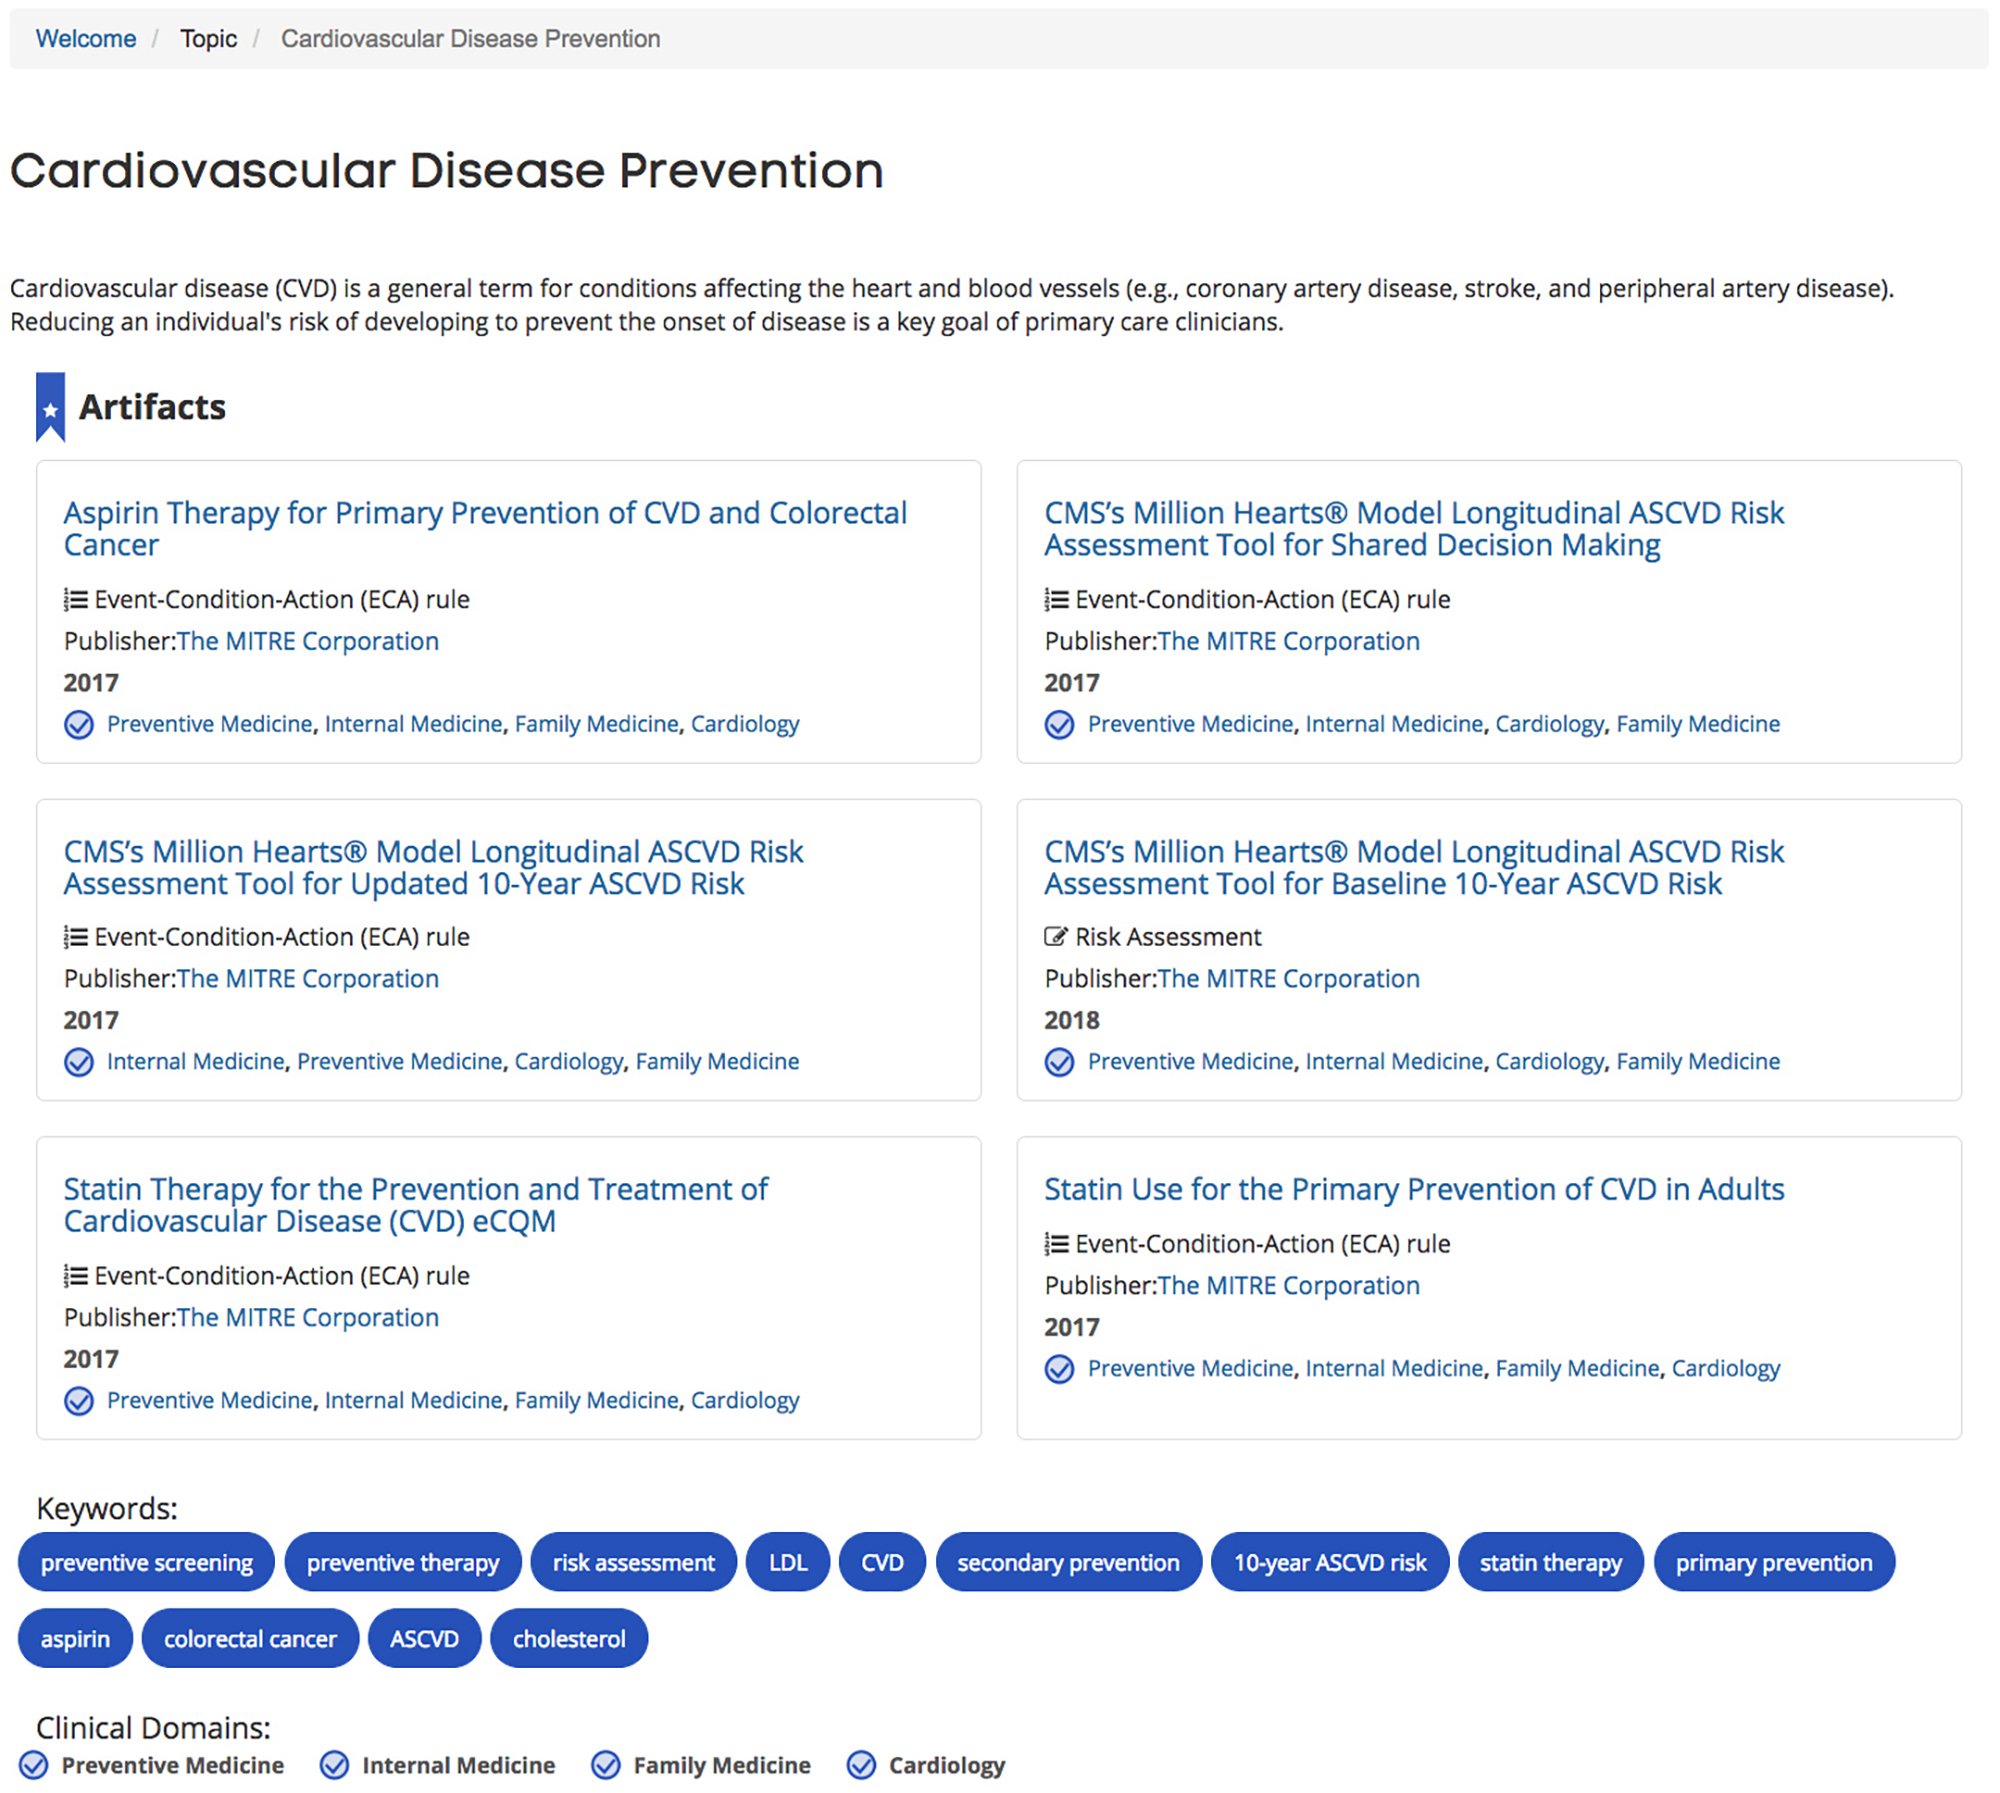 Welcome / Topic / Cardiovascular Disease Prevention
Cardiovascular Disease Prevention
Cardiovascular disease (CVD) is a general term for conditions affecting the heart and blood vessels (e.g., coronary artery disease, stroke, and peripheral artery disease).
Reducing an individual's risk of developing to prevent the onset of disease is a key goal of primary care clinicians.
Artifacts
Aspirin Therapy for Primary Prevention of CVD and Colorectal
Cancer
Event-Condition-Action (ECA) rule
Publisher:The MITRE Corporation
2017
Preventive Medicine, Internal Medicine, Family Medicine, Cardiology
CMS's Million Hearts® Model Longitudinal ASCVD Risk
Assessment Tool for Shared Decision Making
Event-Condition-Action (ECA) rule
Publisher:The MITRE Corporation
2017
Preventive Medicine, Internal Medicine, Cardiology, Family Medicine
CMS's Million Hearts® Model Longitudinal ASCVD Risk
Assessment Tool for Updated 10-Year ASCVD Risk
Event-Condition-Action (ECA) rule
Publisher:The MITRE Corporation
2017
Internal Medicine, Preventive Medicine, Cardiology, Family Medicine
CMS's Million Hearts® Model Longitudinal ASCVD Risk
Assessment Tool for Baseline 10-Year ASCVD Risk
Risk Assessment
Publisher:The MITRE Corporation
2018
Preventive Medicine, Internal Medicine, Cardiology, Family Medicine
Statin Therapy for the Prevention and Treatment of
Cardiovascular Disease (CVD) eCQM
Event-Condition-Action (ECA) rule
Publisher:The MITRE Corporation
2017
Preventive Medicine, Internal Medicine, Family Medicine, Cardiology
Statin Use for the Primary Prevention of CVD in Adults
Event-Condition-Action (ECA) rule
Publisher:The MITRE Corporation
2017
Preventive Medicine, Internal Medicine, Family Medicine, Cardiology
Keywords:
preventive screening preventive therapy risk assessment LDL CVD secondary prevention 10-year ASCVD risk statin therapy primary prevention
aspirin colorectal cancer ASCVD cholesterol
Clinical Domains:
Preventive Medicine Internal Medicine Family Medicine Cardiology